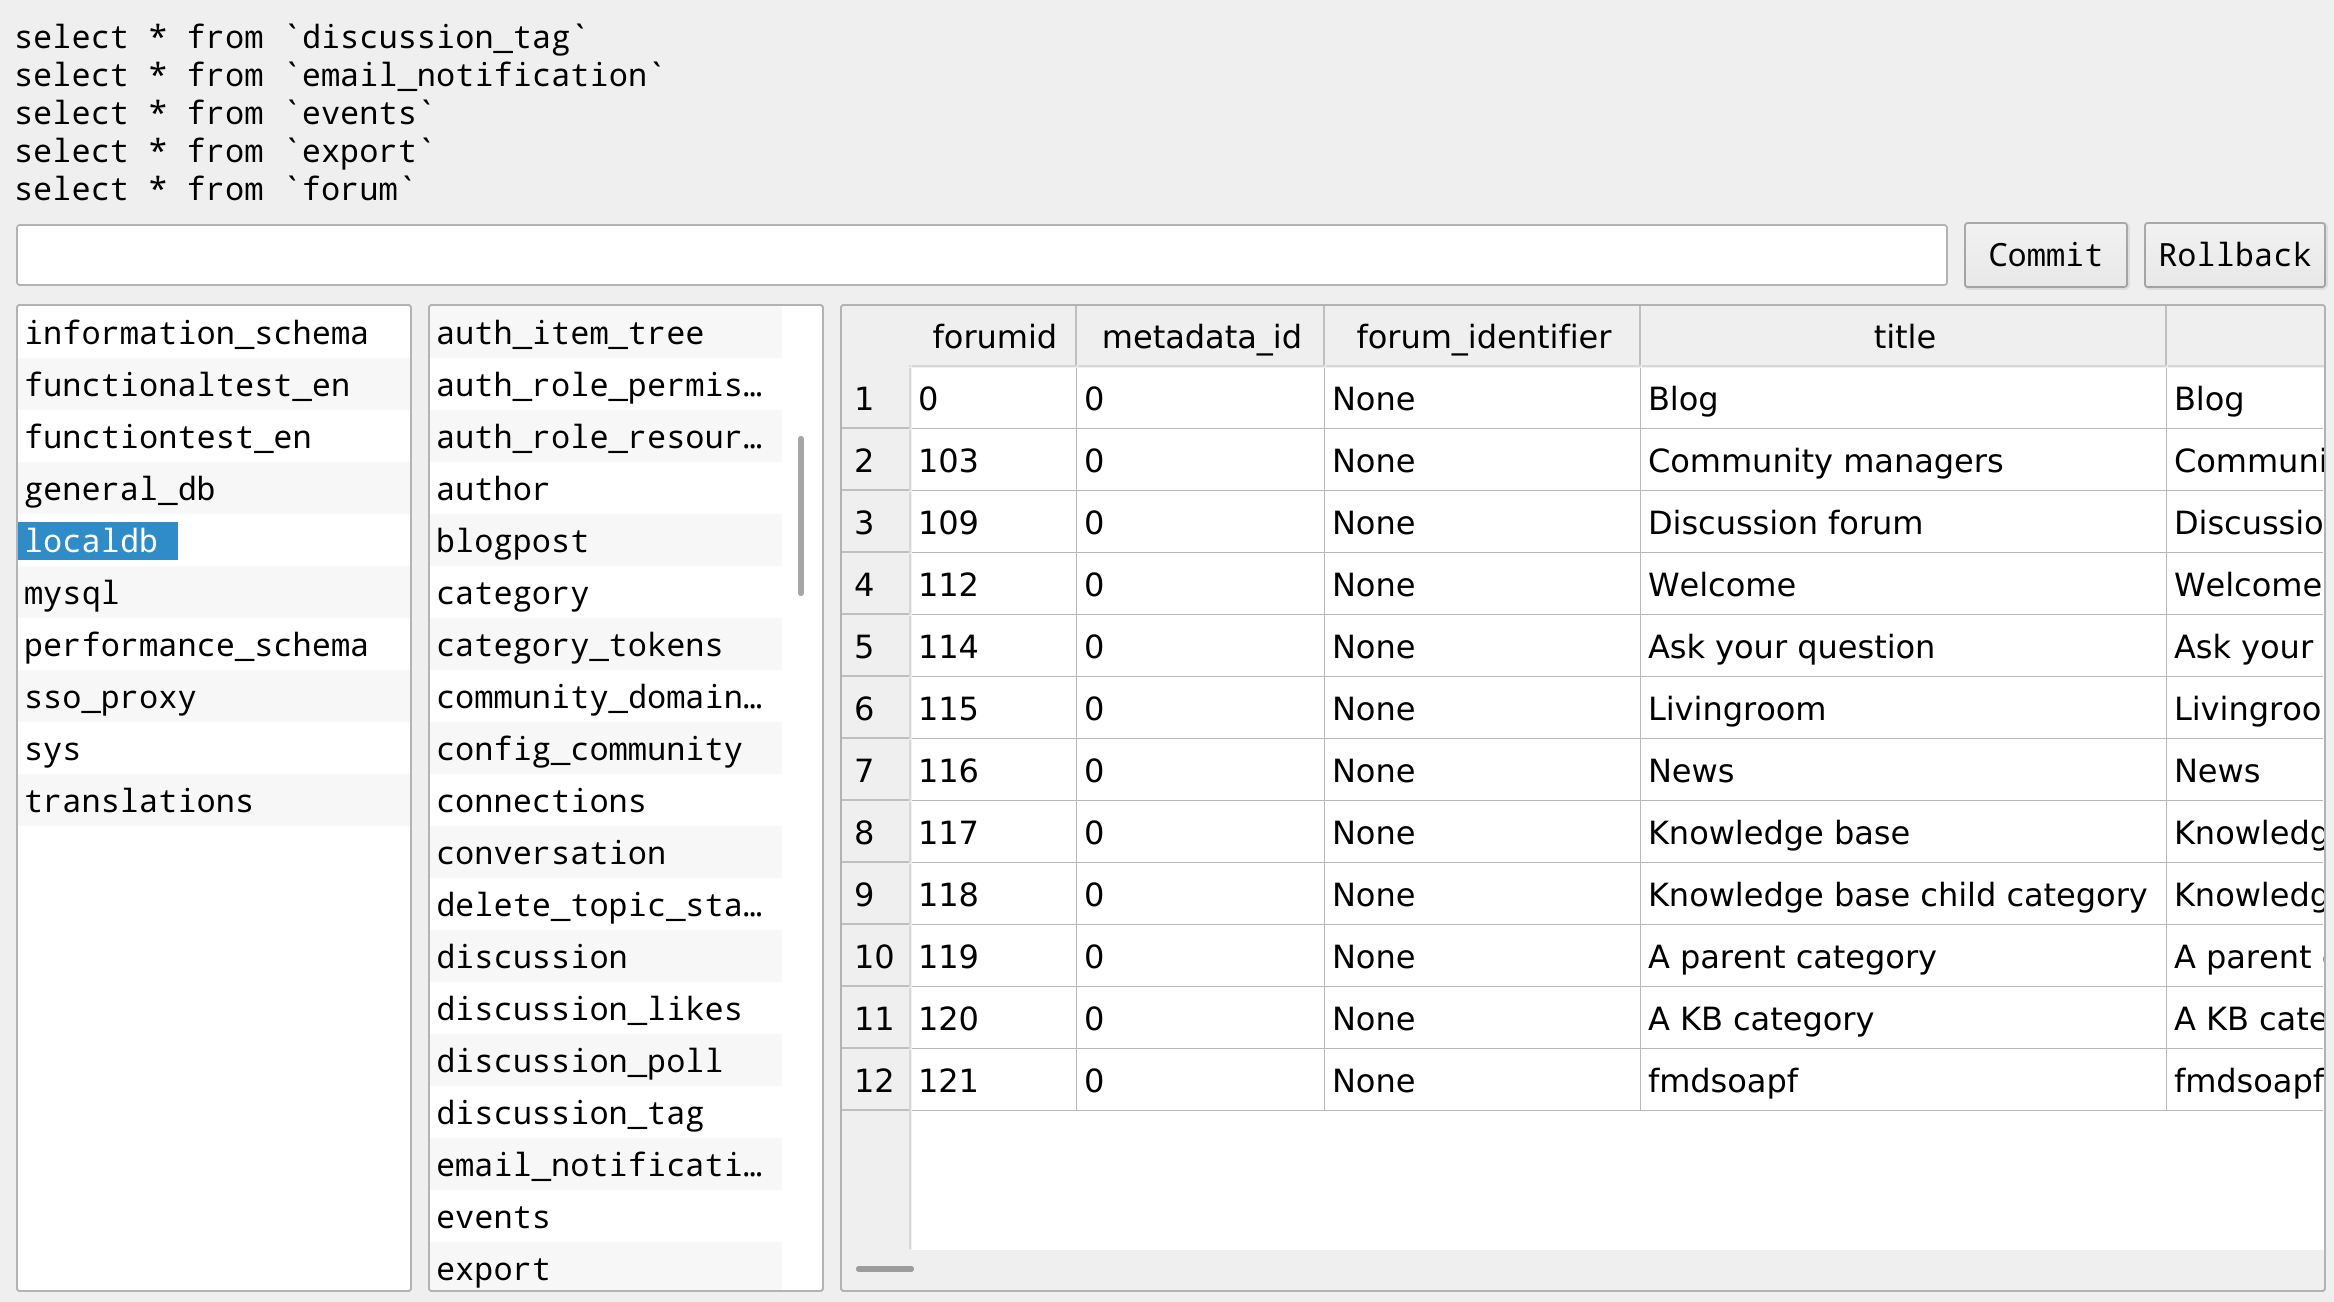 select * from `discussion_tag`
select * from `email_notification`
select * from `events`
select * from `export`
select * from `forum`
Commit Rollback
information_schema
functionaltest_en
functiontest_en
general_db
localdb
mysql
performance_schema
sso_proxy
sys
translations
auth_item_tree
auth_role_permis…
auth_role_resour…
author
blogpost
category
category_tokens
community_domain…
config_community
connections
conversation
delete_topic_sta…
discussion
discussion_likes
discussion_poll
discussion_tag
email_notificati…
events
export
forumid metadata_id forum_identifier title
1 0 0 None Blog Blog
2 103 0 None Community managers Communi
3 109 0 None Discussion forum Discussio
4 112 0 None Welcome Welcome
5 114 0 None Ask your question Ask your
6 115 0 None Livingroom Livingroo
7 116 0 None News News
8 117 0 None Knowledge base Knowledg
9 118 0 None Knowledge base child category Knowledg
10 119 0 None A parent category A parent
11 120 0 None A KB category A KB cate
12 121 0 None fmdsoapf fmdsoapf